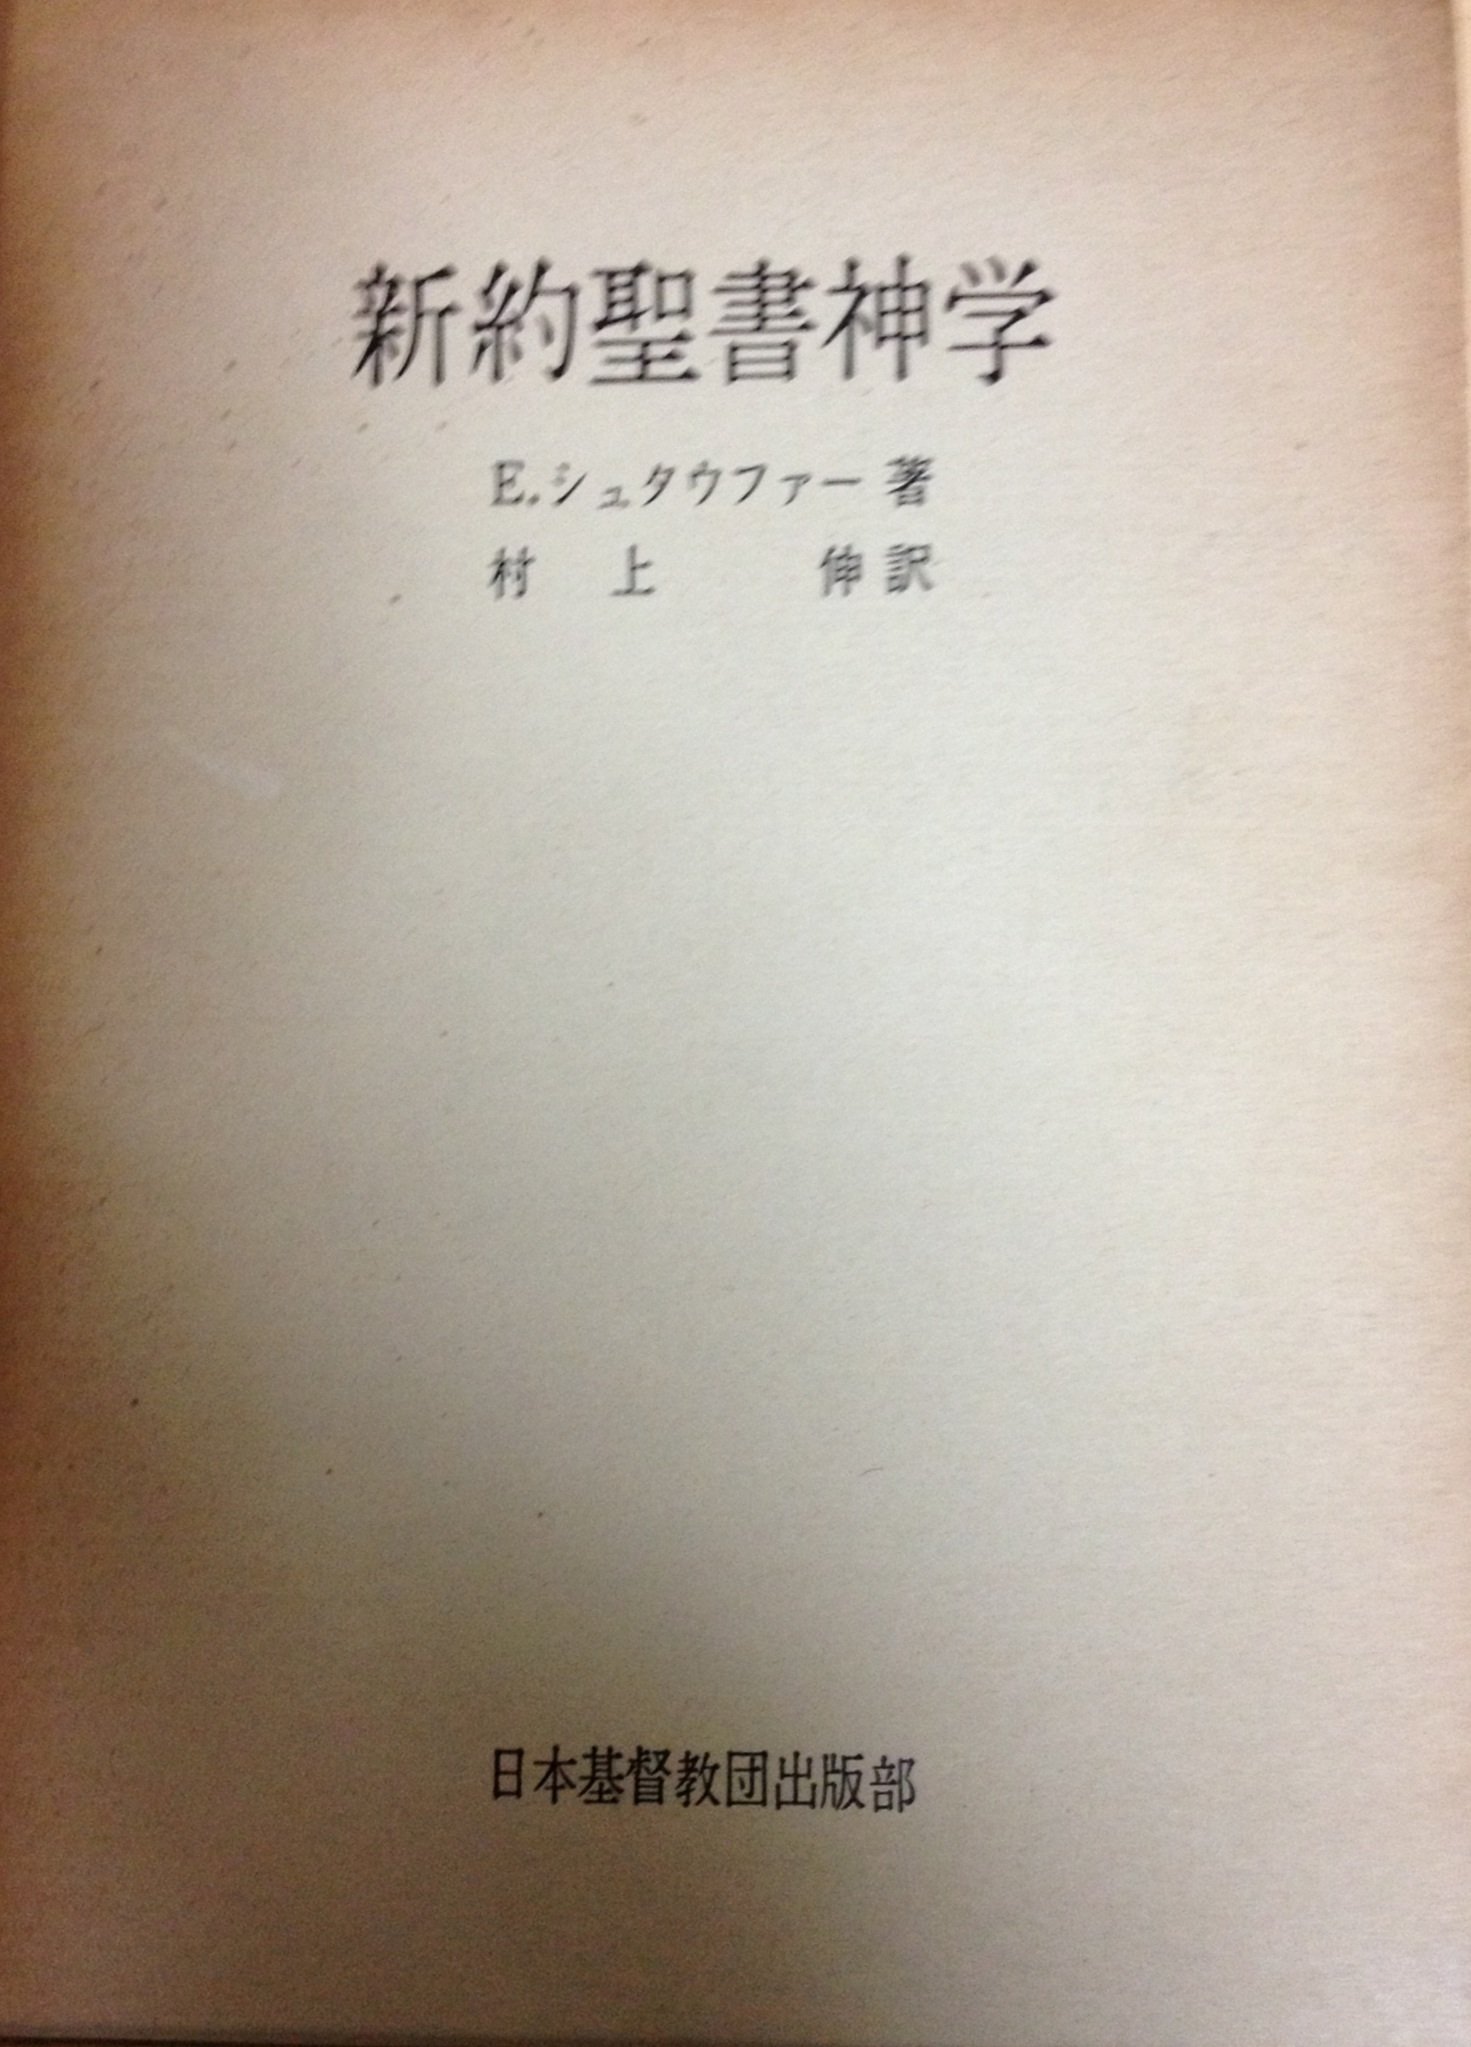 新約聖書神学
E.シュタウファー 著
村 上 伸 訳
日本基督教団出版部